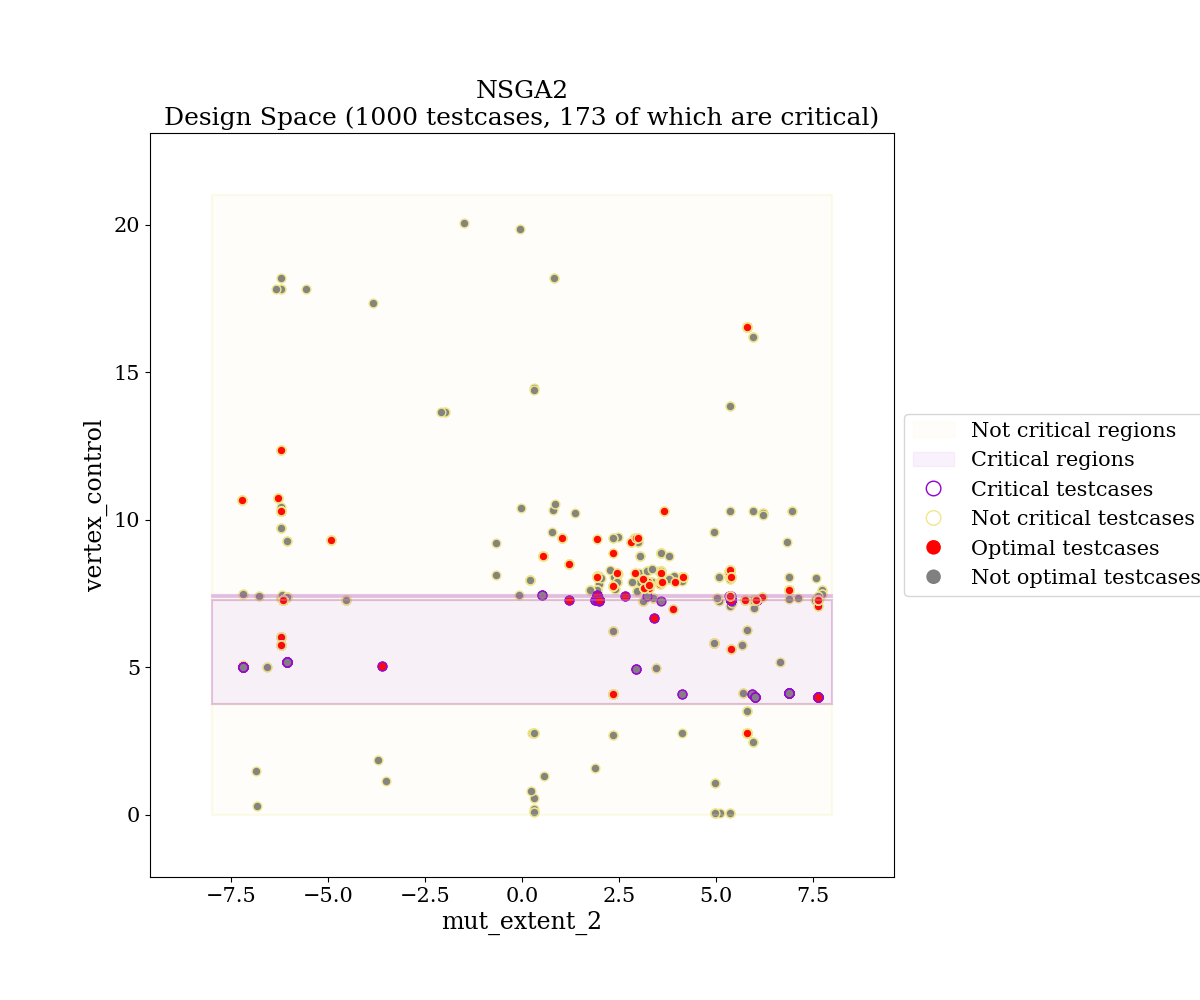 NSGA2
Design Space (1000 testcases, 173 of which are critical)
20
15
10
5
0
vertex_control
−7.5
−5.0
−2.5
0.0
2.5
5.0
7.5
mut_extent_2
Not critical regions
Critical regions
Critical testcases
Not critical testcases
Optimal testcases
Not optimal testcases